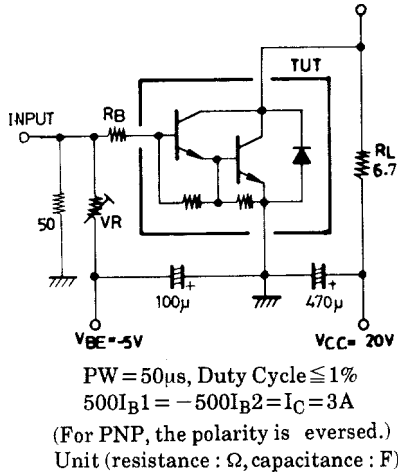 TUT
RB
INPUT
RL
6.7
50
VR
100μ
+
470μ
+
VBE=-5V
VCC= 20V
PW=50μs, Duty Cycle≦1%
500IB1=−500IB2=IC=3A
(For PNP, the polarity is eversed.)
Unit (resistance : Ω, capacitance : F)